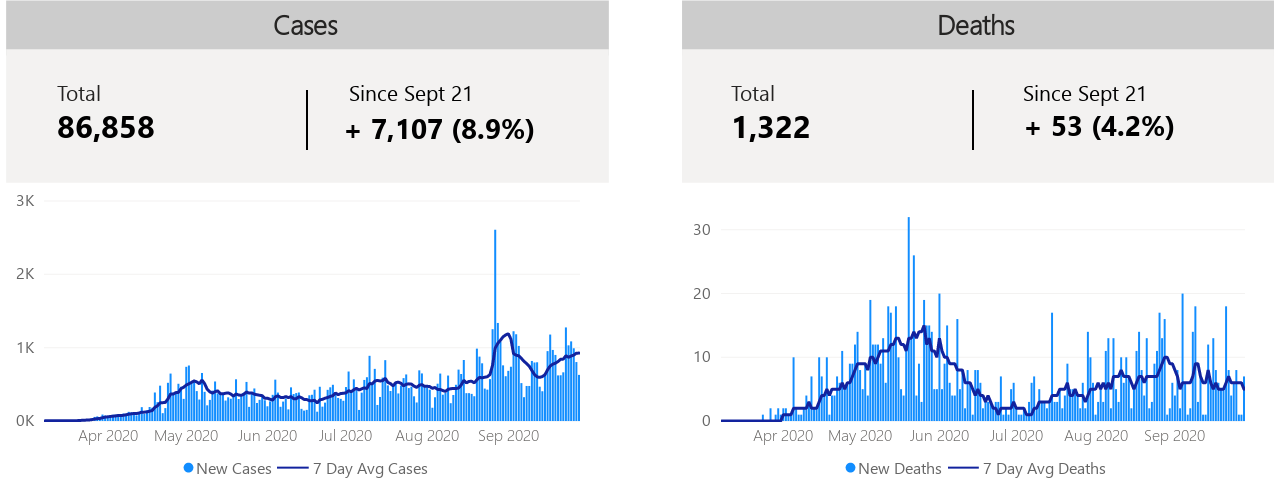 Cases
Total
86,858
Since Sept 21
+ 7,107 (8.9%)
3K
2K
1K
0K
Apr 2020 May 2020 Jun 2020 Jul 2020 Aug 2020 Sep 2020
New Cases 7 Day Avg Cases
Deaths
Total
1,322
Since Sept 21
+ 53 (4.2%)
30
20
10
0
Apr 2020 May 2020 Jun 2020 Jul 2020 Aug 2020 Sep 2020
New Deaths 7 Day Avg Deaths